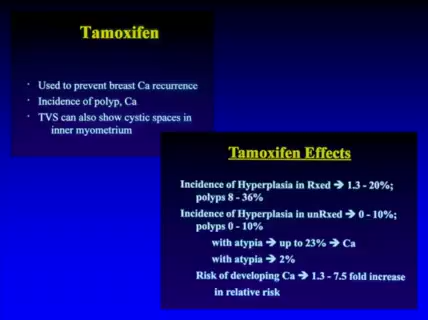 Tamoxifen
· Used to prevent breast Ca recurrence
· Incidence of polyp, Ca
· TVS can also show cystic spaces in
inner myometrium
Tamoxifen Effects
Incidence of Hyperplasia in Rxed ➔ 1.3 - 20%;
polyps 8 - 36%
Incidence of Hyperplasia in unRxed ➔ 0 - 10%;
polyps 0 - 10%
with atypia ➔ up to 23% ➔ Ca
with atypia ➔ 2%
Risk of developing Ca ➔ 1.3 - 7.5 fold increase
in relative risk